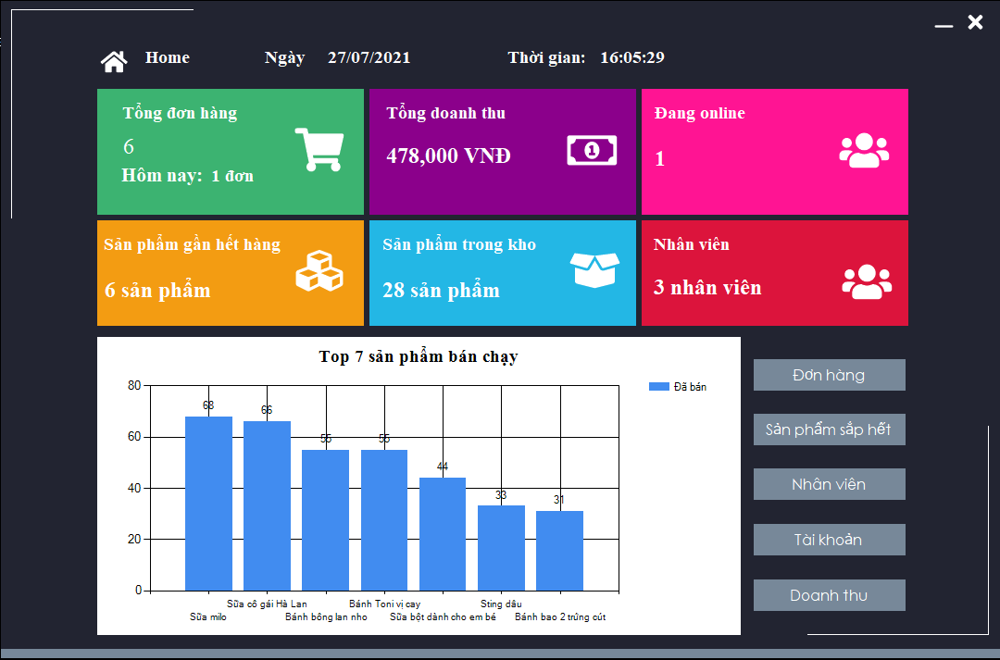 Home Ngày 27/07/2021 Thời gian: 16:05:29
Tổng đơn hàng
6
Hôm nay: 1 đơn
Tổng doanh thu
478,000 VNĐ
1
Đang online
1
Sản phẩm gần hết hàng
6 sản phẩm
Sản phẩm trong kho
28 sản phẩm
Nhân viên
3 nhân viên
Top 7 sản phẩm bán chạy
Đã bán
80
60
40
20
0
68
66
55
55
44
33
31
Sữa milo
Sữa cô gái Hà Lan
Bánh bông lan nho
Bánh Toni vị cay
Sữa bột dành cho em bé
Sting dâu
Bánh bao 2 trứng cút
Đơn hàng
Sản phẩm sắp hết
Nhân viên
Tài khoản
Doanh thu